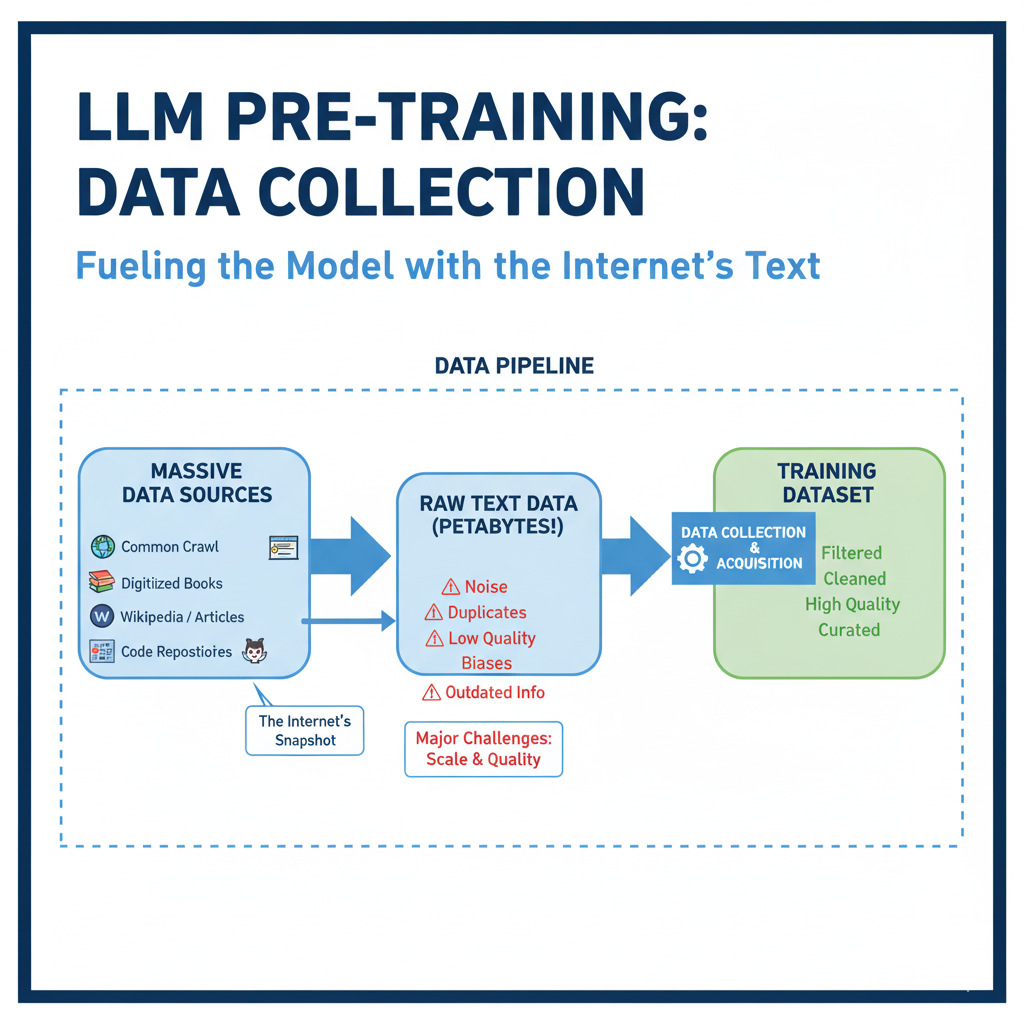 LLM PRE-TRAINING:
DATA COLLECTION
Fueling the Model with the Internet's Text
DATA PIPELINE
MASSIVE
DATA SOURCES
Common Crawl
Digitiized Books
W
Wikipedia / Articles
Code Repostiories
The Internet's
Snapshot
RAW TEXT DATA
(PETABYTES!)
Noise
Duplicates
Low Quality
Biases
Outdated Info
Major Challenges:
Scale & Quality
DATA COLLECTION
&
ACQUISITION
TRAINING
DATASET
Filtered
Cleaned
High Quality
Curated